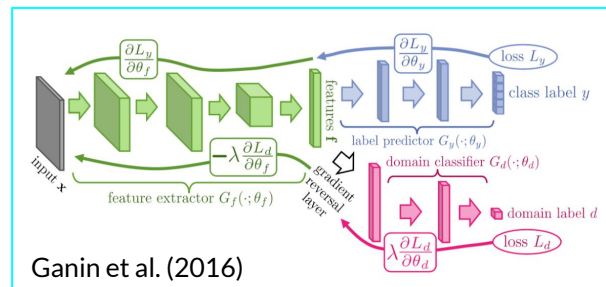 ∂L_y/∂θ_f
∂L_y/∂θ_y
loss L_y
features f
class label y
label predictor G_y(·;θ_y)
input x
−λ ∂L_d/∂θ_f
feature extractor G_f(·;θ_f)
gradient
reversal
layer
domain classifier G_d(·;θ_d)
domain label d
λ ∂L_d/∂θ_d
loss L_d
Ganin et al. (2016)